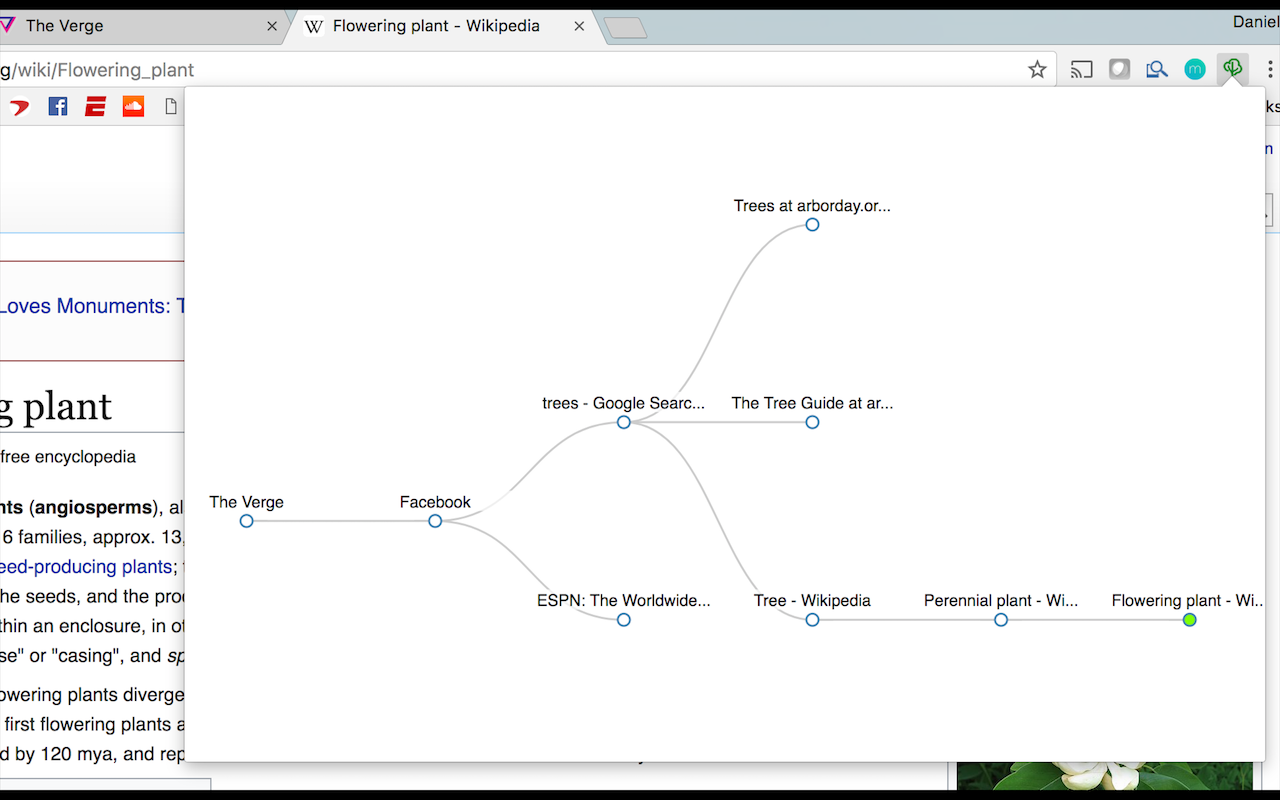 The Verge
Flowering plant - Wikipedia
Daniel
g/wiki/Flowering_plant
m
ks
n
Loves Monuments: T
g plant
free encyclopedia
nts (angiosperms), al
6 families, approx. 13,
eed-producing plants; t
he seeds, and the prod
thin an enclosure, in ot
se" or "casing", and sp
owering plants diverge
first flowering plants a
d by 120 mya, and rep
Trees at arborday.or...
trees - Google Searc...
The Tree Guide at ar...
The Verge
Facebook
ESPN: The Worldwide...
Tree - Wikipedia
Perennial plant - Wi...
Flowering plant - Wi...